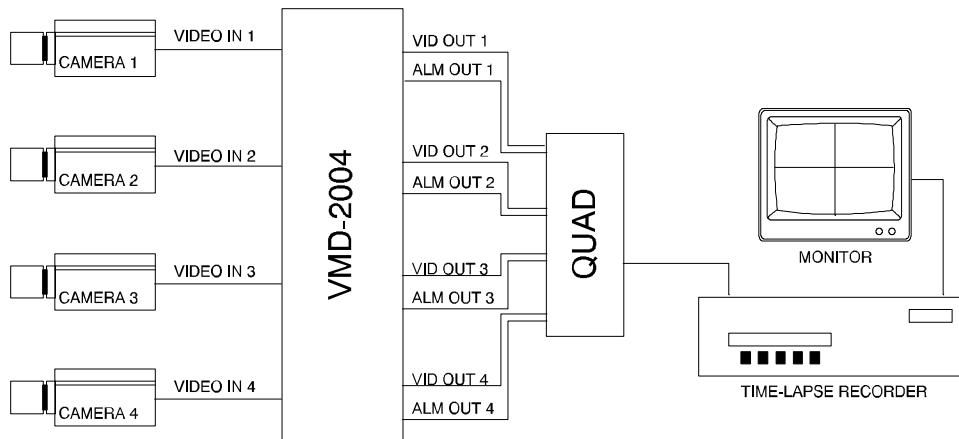 CAMERA 1
VIDEO IN 1
CAMERA 2
VIDEO IN 2
CAMERA 3
VIDEO IN 3
CAMERA 4
VIDEO IN 4
VMD-2004
VID OUT 1
ALM OUT 1
VID OUT 2
ALM OUT 2
VID OUT 3
ALM OUT 3
VID OUT 4
ALM OUT 4
QUAD
MONITOR
TIME-LAPSE RECORDER